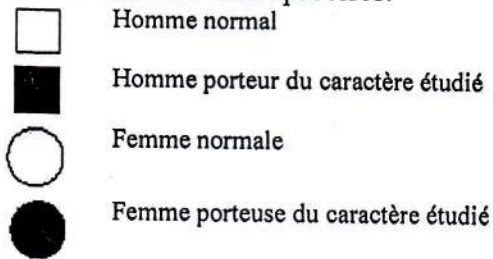 Homme normal
Homme porteur du caractère étudié
Femme normale
Femme porteuse du caractère étudié